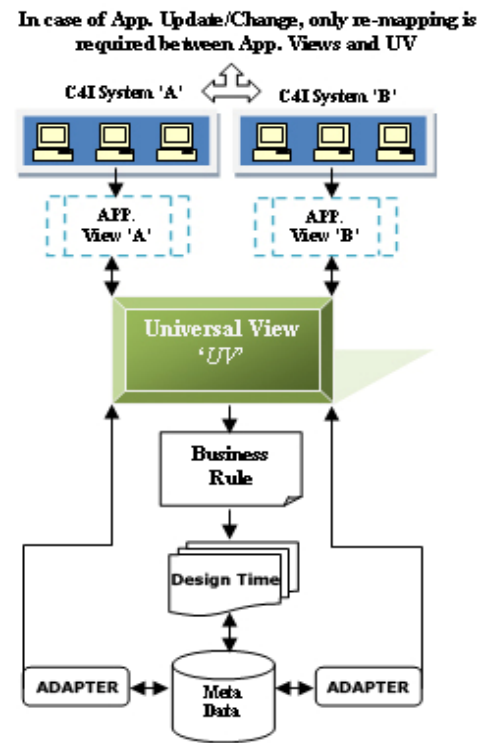 In case of App. Update/Change, only re-mapping is
required between App. Views and UV
C4I System 'A'
C4I System 'B'
APP.
View 'A'
APP.
View 'B'
Universal View
'UV'
Business
Rule
Design Time
ADAPTER
Meta
Data
ADAPTER